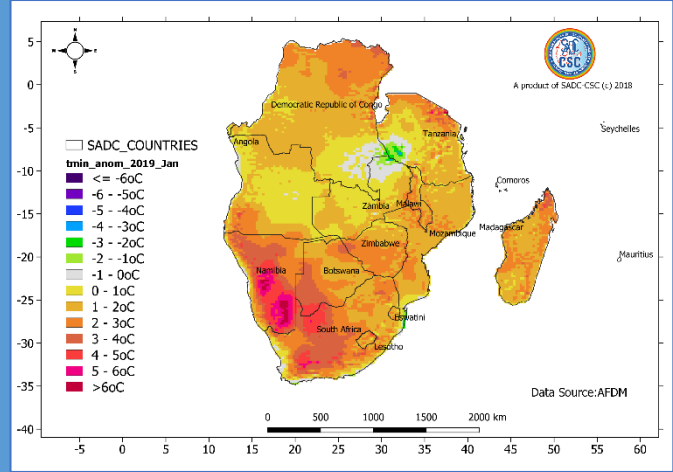 N
W E
S
SADC
CSC
A product of SADC-CSC (c) 2018
5
0
-5
-10
-15
-20
-25
-30
-35
-40
Democratic Republic of Congo
Tanzania
Seychelles
Angola
Comoros
Zambia
Malawi
Madagascar
Mozambique
Zimbabwe
Mauritius
Namibia
Botswana
South Africa
Eswatini
Lesotho
SADC_COUNTRIES
tmin_anom_2019_Jan
<= -6oC
-6 - -5oC
-5 - -4oC
-4 - -3oC
-3 - -2oC
-2 - -1oC
-1 - 0oC
0 - 1oC
1 - 2oC
2 - 3oC
3 - 4oC
4 - 5oC
5 - 6oC
>6oC
Data Source:AFDM
0 500 1000 1500 2000 km
-5 0 5 10 15 20 25 30 35 40 45 50 55 60